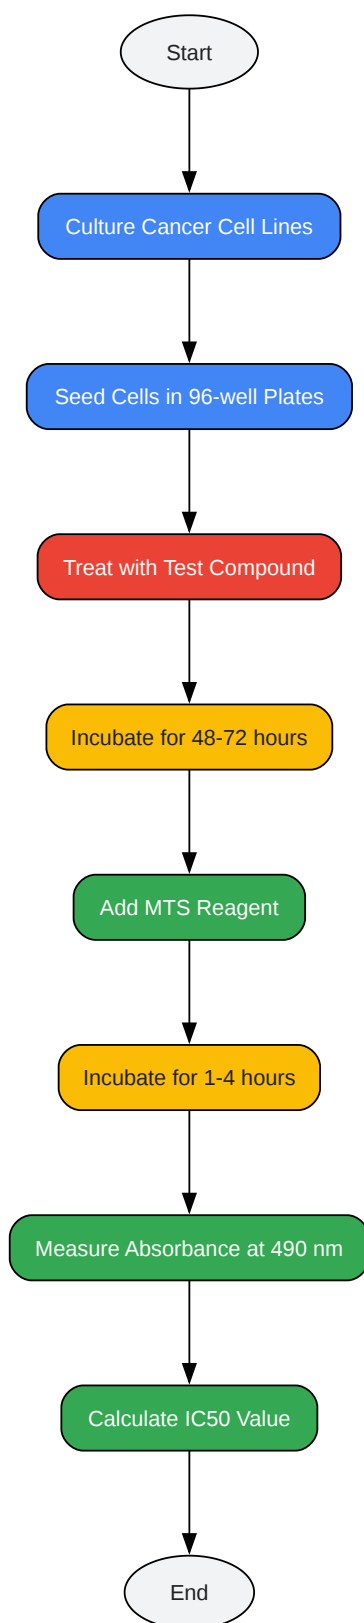 Start
Culture Cancer Cell Lines
Seed Cells in 96-well Plates
Treat with Test Compound
Incubate for 48-72 hours
Add MTS Reagent
Incubate for 1-4 hours
Measure Absorbance at 490 nm
Calculate IC50 Value
End